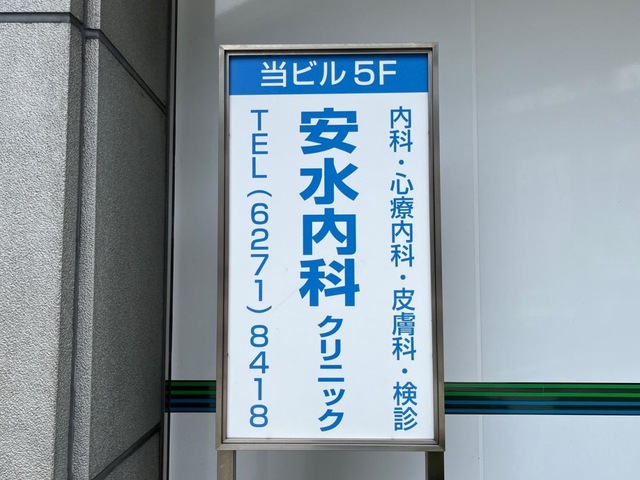 当ビル5F
内科・心療内科・皮膚科・検診
安水内科クリニック
TEL(6271)8418